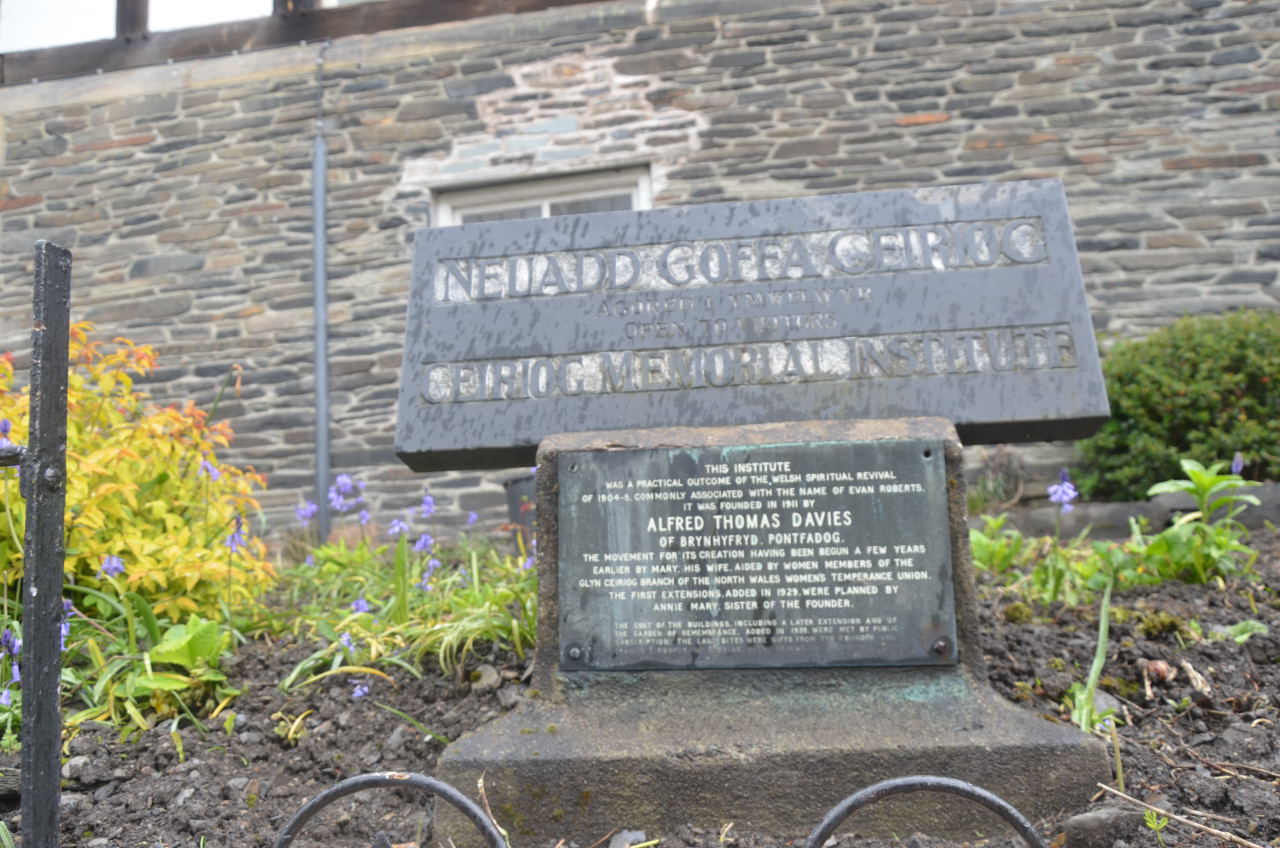 NEUADD GOFFA CEIRIOG
AGORED I YMWELWYR
OPEN TO VISITORS
CEIRIOG MEMORIAL INSTITUTE
THIS INSTITUTE
WAS A PRACTICAL OUTCOME OF THE WELSH SPIRITUAL REVIVAL
OF 1904-5. COMMONLY ASSOCIATED WITH THE NAME OF EVAN ROBERTS.
IT WAS FOUNDED IN 1911 BY
ALFRED THOMAS DAVIES
OF BRYNHYFRYD. PONTFADOG.
THE MOVEMENT FOR ITS CREATION HAVING BEEN BEGUN A FEW YEARS
EARLIER BY MARY, HIS WIFE, AIDED BY WOMEN MEMBERS OF THE
GLYN CEIRIOG BRANCH OF THE NORTH WALES WOMEN'S TEMPERANCE UNION.
THE FIRST EXTENSIONS, ADDED IN 1929, WERE PLANNED BY
ANNIE MARY, SISTER OF THE FOUNDER.
THE COST OF THE BUILDINGS, INCLUDING A LATER EXTENSION AND OF
THE GARDEN OF REMEMBRANCE, ADDED IN 1939, WERE MET BY PUBLIC
SUBSCRIPTION: THE LAND SITES WERE GIFTS FROM THE FOUNDER AND